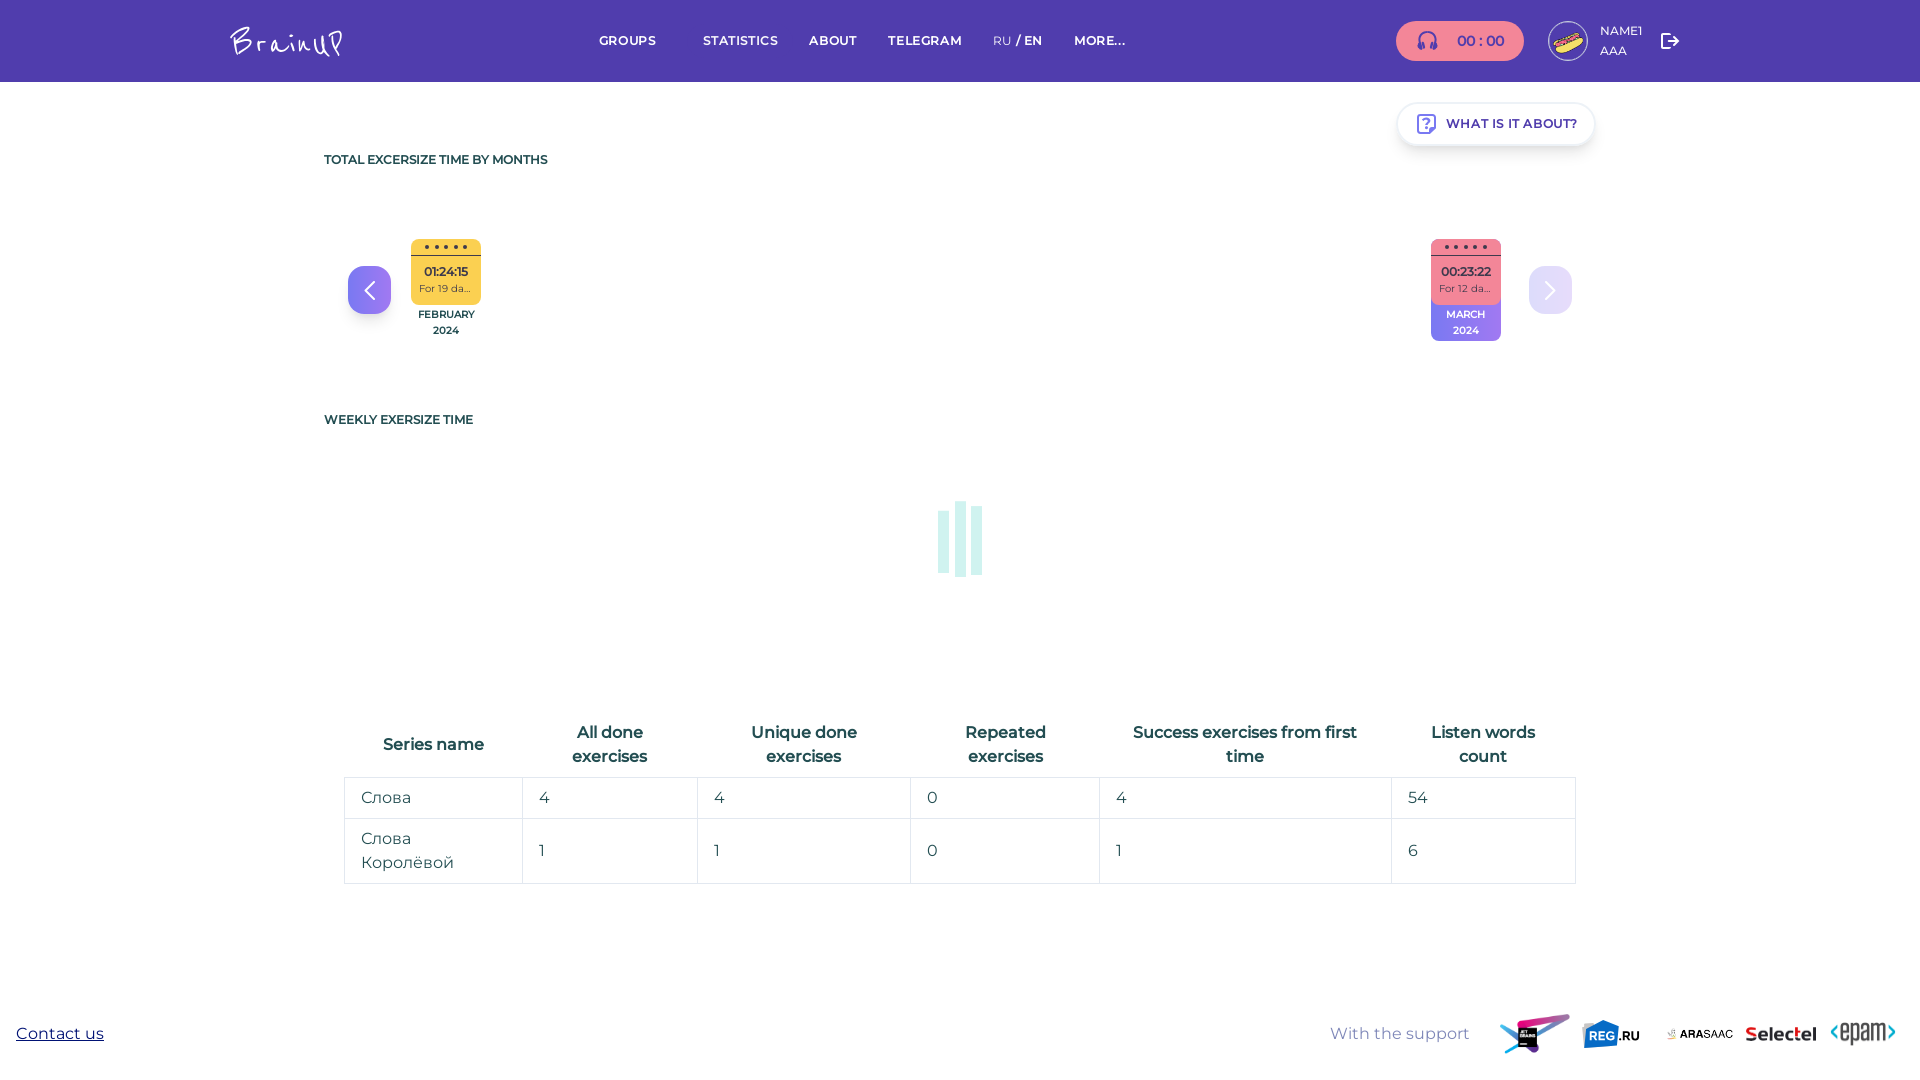 BrainUP
GROUPS
STATISTICS
ABOUT
TELEGRAM
RU / EN
MORE...
00 : 00
NAME1
AAA
WHAT IS IT ABOUT?
TOTAL EXCERSIZE TIME BY MONTHS
01:24:15
For 19 da...
FEBRUARY
2024
00:23:22
For 12 da...
MARCH
2024
WEEKLY EXERSIZE TIME
Series name
All done
exercises
Unique done
exercises
Repeated
exercises
Success exercises from first
time
Listen words
count
Слова
4
4
0
4
54
Слова
Королёвой
1
1
0
1
6
Contact us
With the support
JET
BRAINS
REG.RU
ARASAAC
Selectel
<epam>